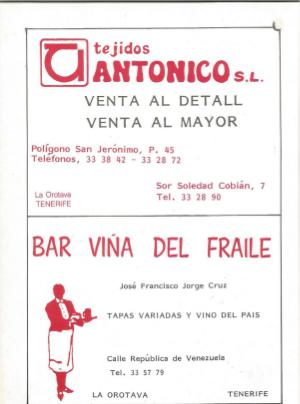 tejidos
ANTONICO S.L.
VENTA AL DETALL
VENTA AL MAYOR
Polígono San Jerónimo, P. 45
Teléfonos, 33 38 42 - 33 28 72
Sor Soledad Cobián, 7
La Orotava
Tel. 33 28 90
TENERIFE
BAR VIÑA DEL FRAILE
José Francisco Jorge Cruz
TAPAS VARIADAS Y VINO DEL PAIS
Calle República de Venezuela
Tel. 33 57 79
LA OROTAVA TENERIFE